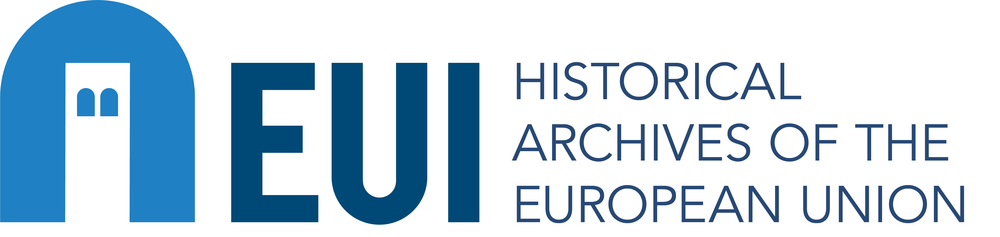 EUI
HISTORICAL
ARCHIVES OF THE
EUROPEAN UNION